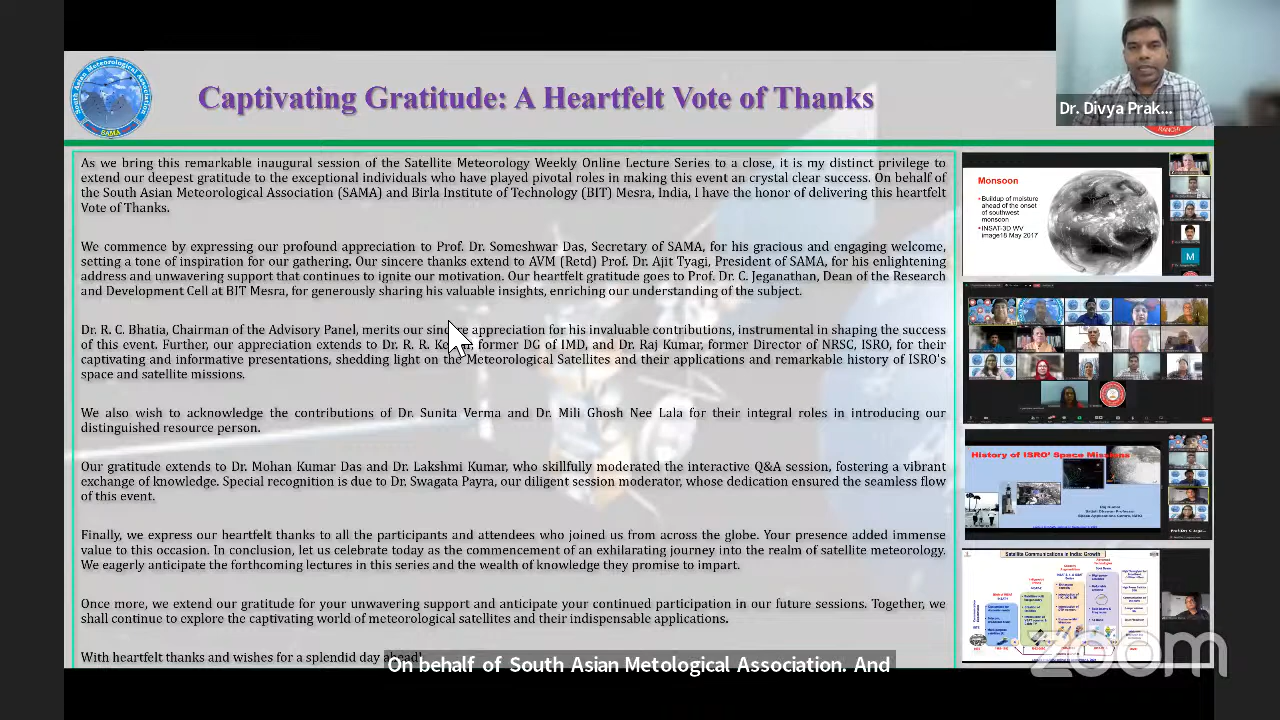 Captivating Gratitude: A Heartfelt Vote of Thanks
Dr. Divya Prak...
South Asian Meteorological Association
SAMA
RANCHI
As we bring this remarkable inaugural session of the Satellite Meteorology Weekly Online Lecture Series to a close, it is my distinct privilege to
extend our deepest gratitude to the exceptional individuals who have played pivotal roles in making this event an crystal clear success. On behalf of
the South Asian Meteorological Association (SAMA) and Birla Institute of Technology (BIT) Mesra, India, I have the honor of delivering this heartfelt
Vote of Thanks.
We commence by expressing our profound appreciation to Prof. Dr. Someshwar Das, Secretary of SAMA, for his gracious and engaging welcome,
setting a tone of inspiration for our gathering. Our sincere thanks extend to AVM (Retd) Prof. Dr. Ajit Tyagi, President of SAMA, for his enlightening
address and unwavering support that continues to ignite our motivation. Our heartfelt gratitude goes to Prof. Dr. C. Jeganathan, Dean of the Research
and Development Cell at BIT Mesra, for generously sharing his valuable insights, enriching our understanding of the subject.
Dr. R. C. Bhatia, Chairman of the Advisory Panel, merits our sincere appreciation for his invaluable contributions, instrumental in shaping the success
of this event. Further, our appreciation extends to Dr. R. R. former DG of IMD, and Dr. Raj Kumar, former Director of NRSC, ISRO, for their
captivating and informative presentations, shedding light on the Meteorological Satellites and their applications and remarkable history of ISRO's
space and satellite missions.
We also wish to acknowledge the contributions of Dr. Sunita Verma and Dr. Mili Ghosh Nee Lala for their integral roles in introducing our
distinguished resource person.
Our gratitude extends to Dr. Mohan Kumar Das and Dr. Lakshmi Kumar, who skillfully moderated the interactive Q&A session, fostering a vibrant
exchange of knowledge. Special recognition is due to Dr. Swagata Payra, our diligent session moderator, whose dedication ensured the seamless flow
of this event.
Finally, we express our heartfelt thanks to all the participants and attendees who joined us from across the globe. Your presence added immense
value to this occasion. In conclusion, let us celebrate today as the commencement of an exhilarating journey into the realm of satellite meteorology.
We eagerly anticipate the forthcoming lectures in this series and the wealth of knowledge they promise to impart.
Once more, we extend our gratitude for your unwavering support and anticipate your continued participation in our future sessions. Together, we
shall continue to explore the captivating world of meteorological satellites and their indispensable applications.
With heartfelt thanks and wishes for a
On behalf of South Asian Metological Association. And
Monsoon
• Buildup of moisture
ahead of the onset
of southwest
monsoon
• INSAT-3D WV
image18 May 2017
M
History of ISRO' Space Missions
Raj Kumar
Satellite Communications in India: Growth
zoom